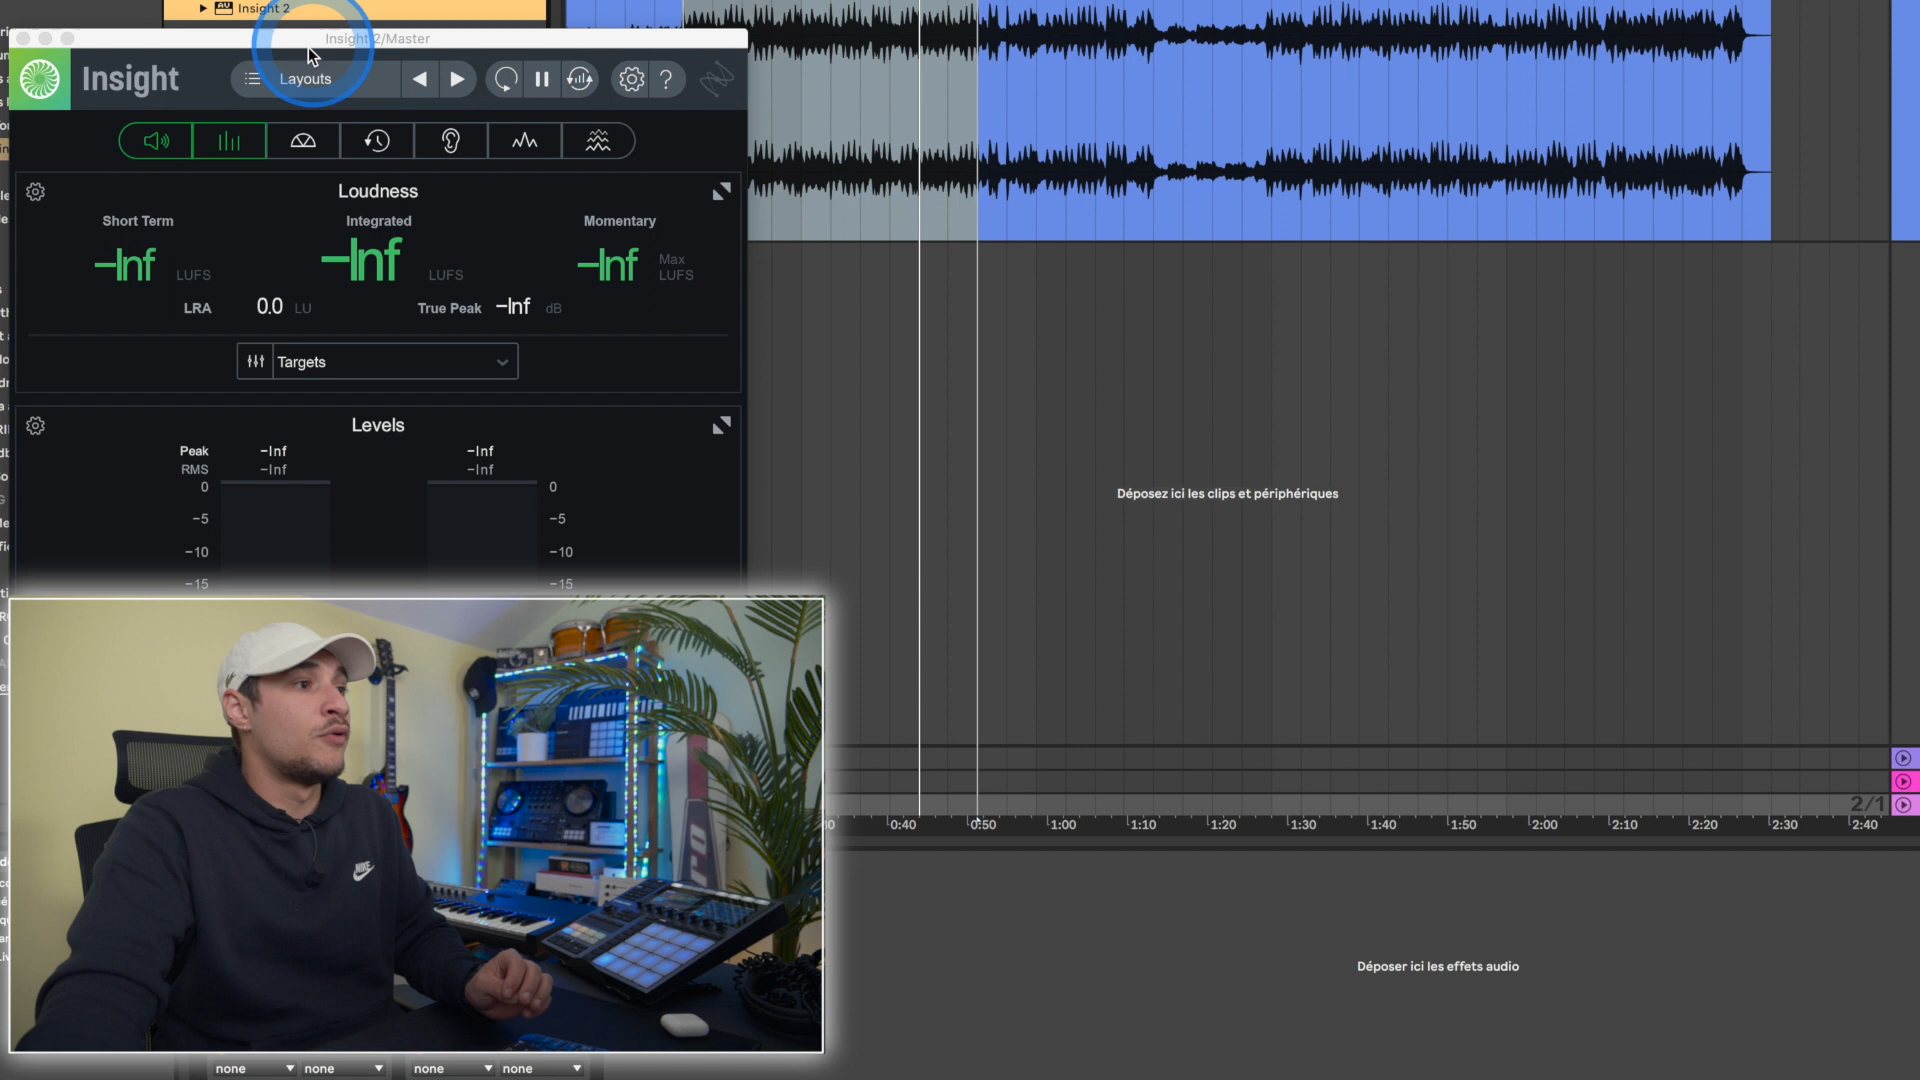 Insight 2
Insight 2/Master
Insight
Layouts
?
Loudness
Short Term
Integrated
Momentary
-Inf LUFS
-Inf LUFS
-Inf Max LUFS
LRA 0.0 LU
True Peak -Inf dB
Targets
Levels
Peak -Inf -Inf
RMS -Inf -Inf
0 0
-5 -5
-10 -10
-15 -15
Déposez ici les clips et périphériques
2/1
0:40 0:50 1:00 1:10 1:20 1:30 1:40 1:50 2:00 2:10 2:20 2:30 2:40
NIKE
Déposer ici les effets audio
none none none none